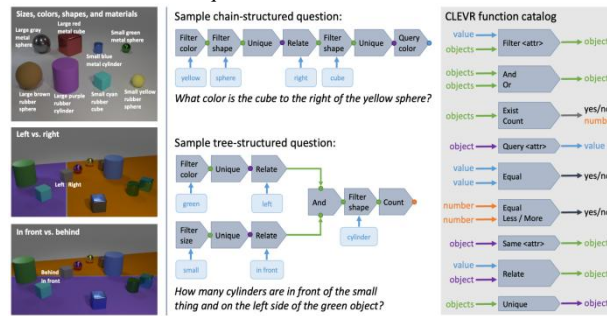 Sizes, colors, shapes, and materials
Large gray metal sphere
Large red metal cube
Small blue metal cylinder
Small green metal sphere
Large brown rubber sphere
Large purple rubber cylinder
Small cyan rubber cube
Small yellow rubber sphere
Left vs. right
Left Right
In front vs. behind
Behind
In front
Sample chain-structured question:
Filter color
Filter shape
Unique
Relate
Filter shape
Unique
Query color
yellow
sphere
right
cube
What color is the cube to the right of the yellow sphere?
Sample tree-structured question:
Filter color
Unique
Relate
green
left
And
Filter shape
Count
cylinder
Filter size
Unique
Relate
small
in front
How many cylinders are in front of the small
thing and on the left side of the green object?
CLEVR function catalog
value
objects
Filter <attr>
object
objects
objects
And
Or
object
objects
Exist
Count
yes/no
number
object
Query <attr>
value
value
value
Equal
yes/no
number
number
Equal
Less / More
yes/no
object
Same <attr>
object
value
object
Relate
object
objects
Unique
object